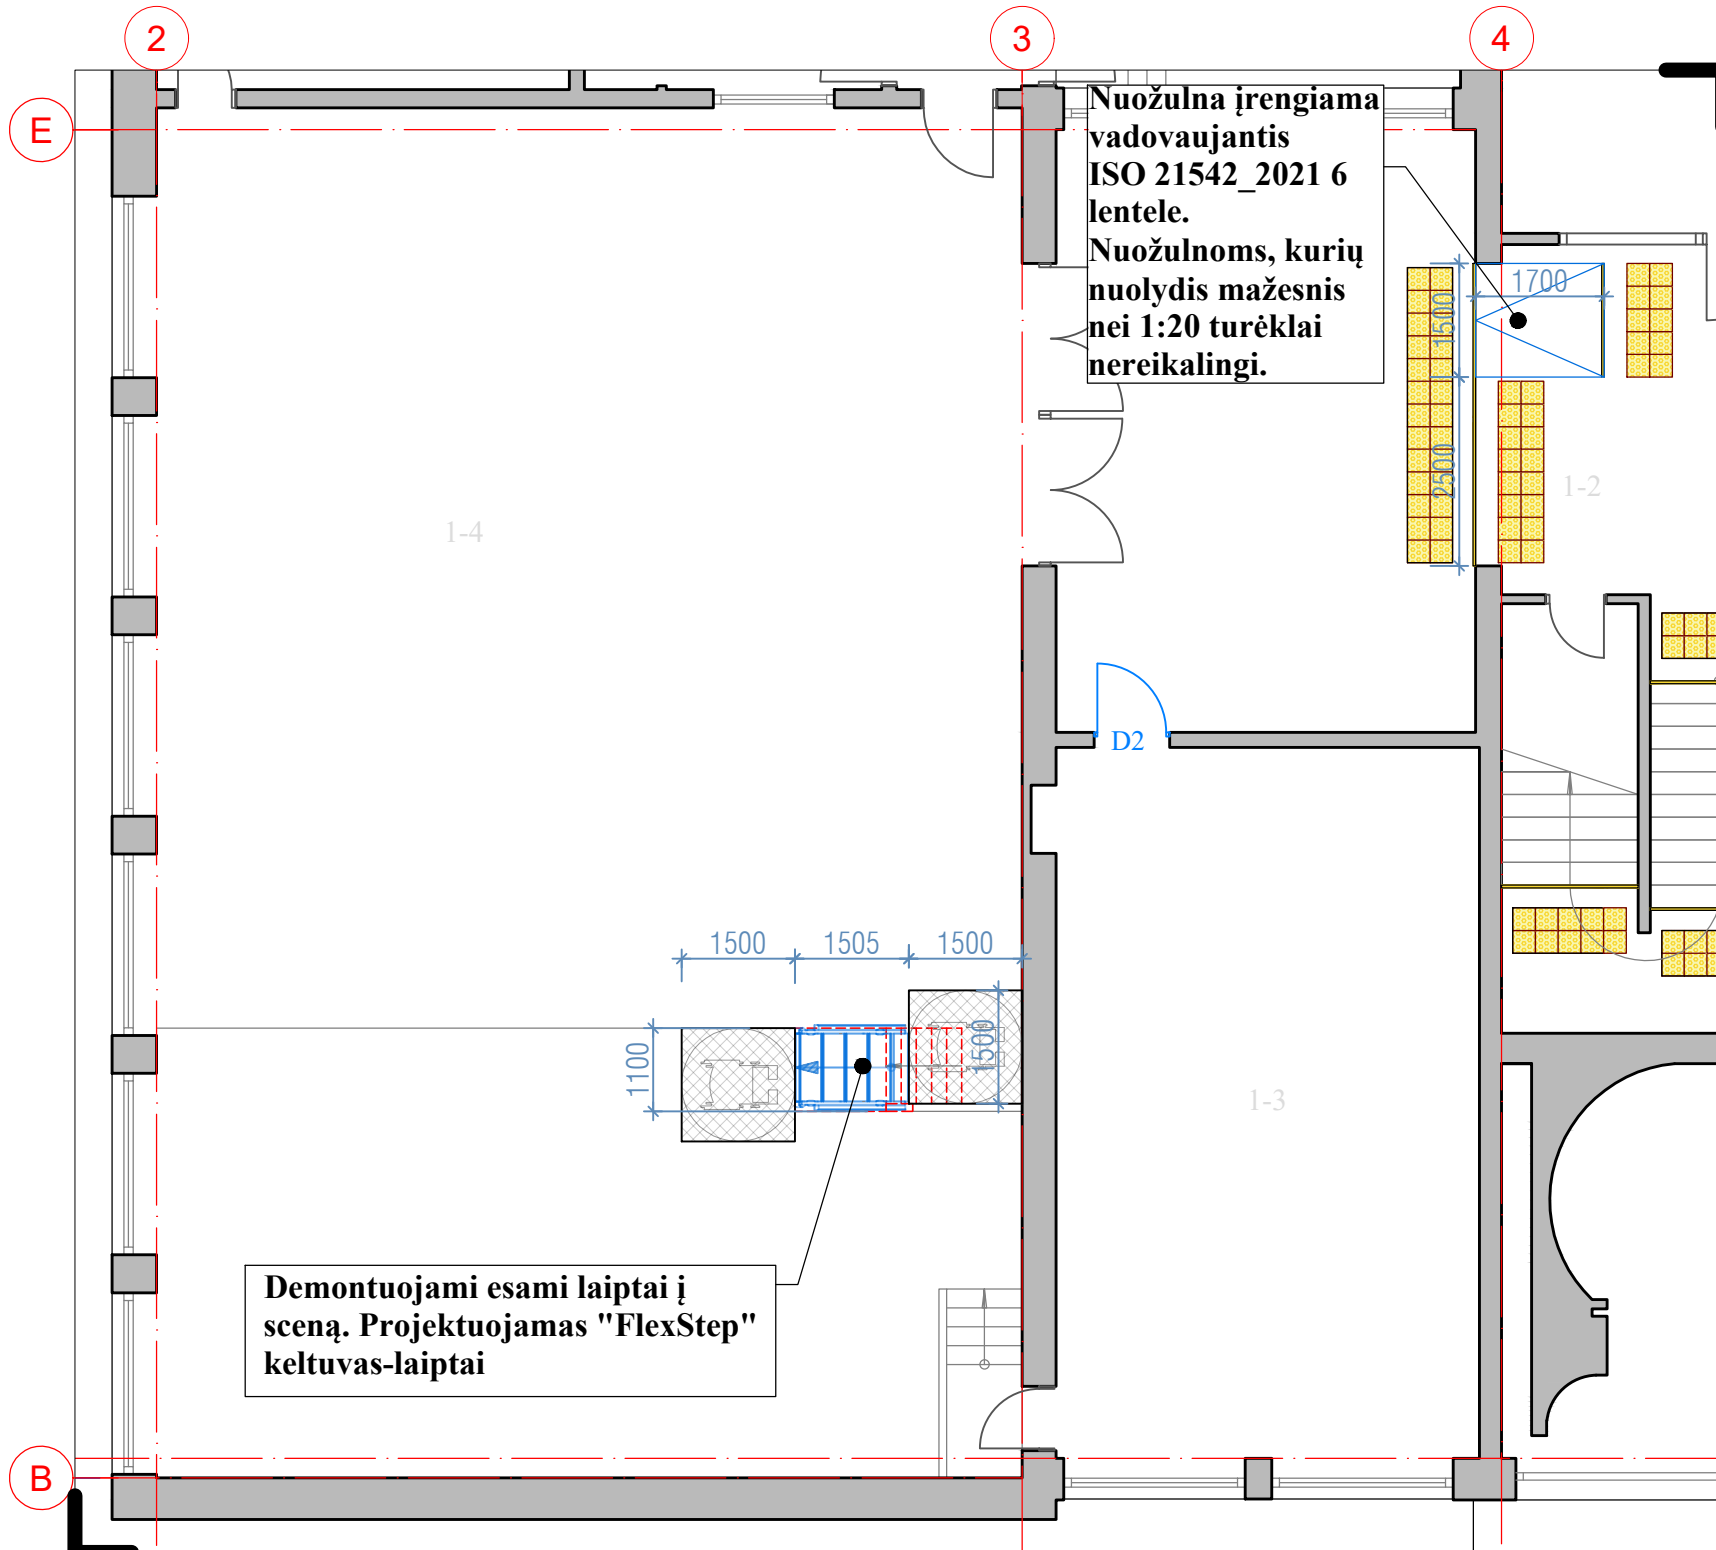 2
3
4
E
Nuožulna įrengiama
vadovaujantis
ISO 21542_2021 6
lentele.
Nuožulnoms, kurių
nuolydis mažesnis
nei 1:20 turėklai
nereikalingi.
1700
1500
2500
1-2
1-4
D2
1500
1505
1500
1100
1500
1-3
Demontuojami esami laiptai į
sceną. Projektuojamas "FlexStep"
keltuvas-laiptai
B